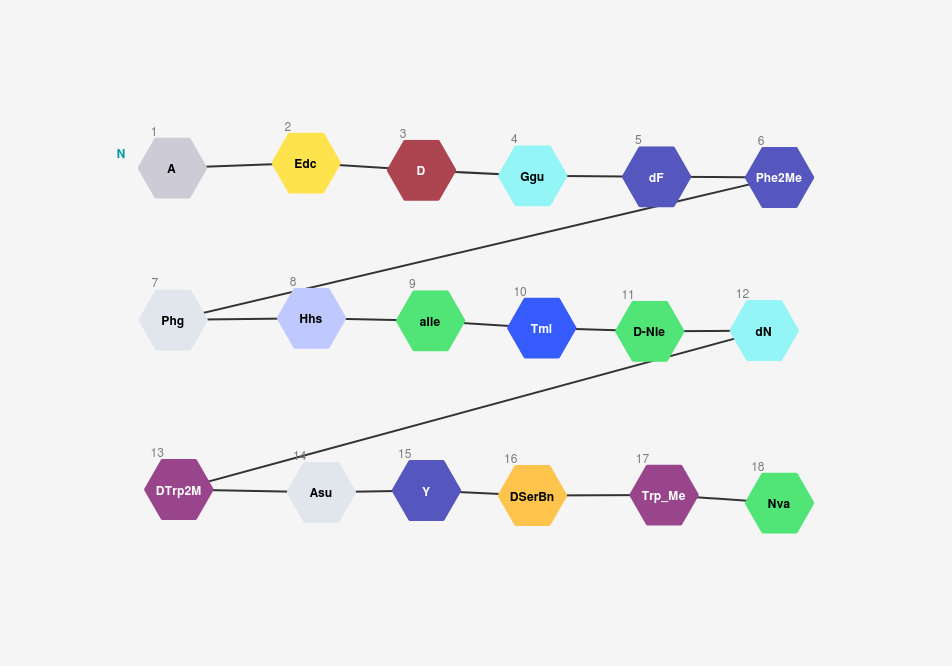 1 2 3 4 5 6
N A Edc D Ggu dF Phe2Me
7 8 9 10 11 12
Phg Hhs aIle Tml D-Nle dN
13 14 15 16 17 18
DTrp2M Asu Y DSerBn Trp_Me Nva